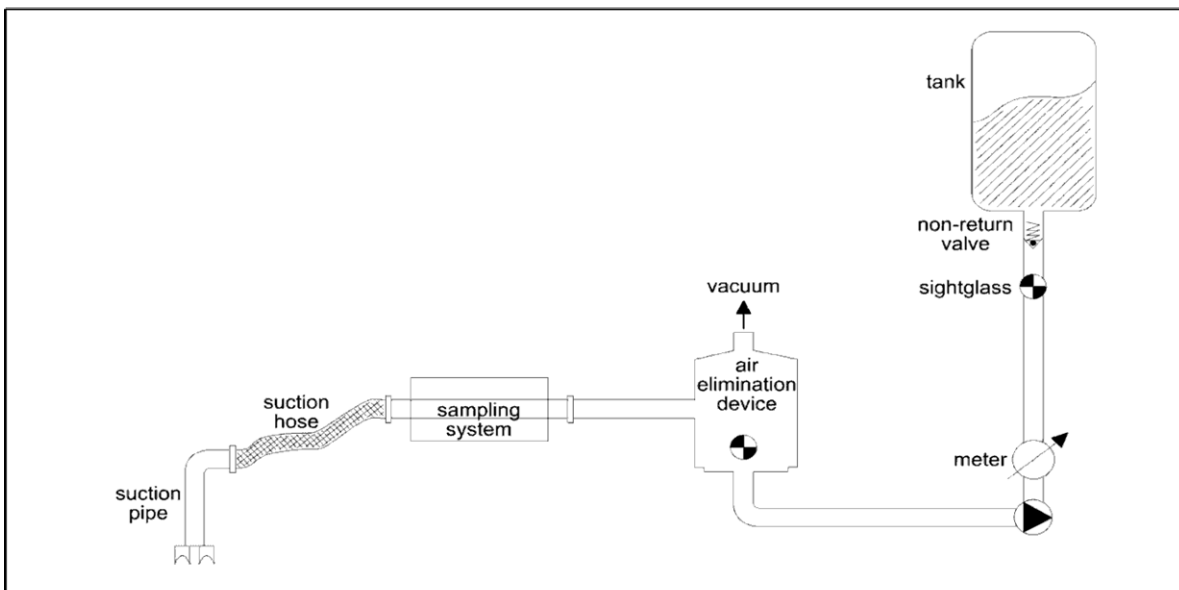 tank
non-return
valve
sightglass
vacuum
air
elimination
device
suction
hose
sampling
system
meter
suction
pipe